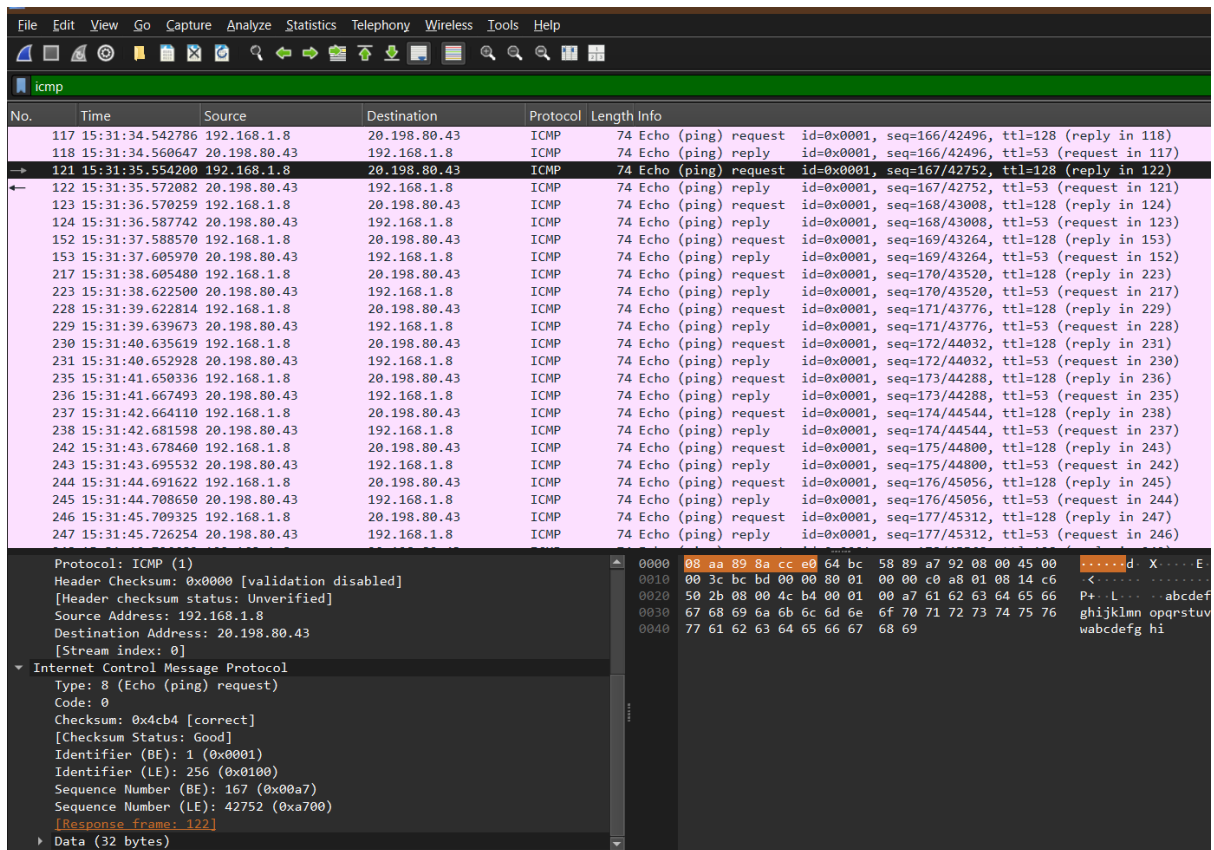 File Edit View Go Capture Analyze Statistics Telephony Wireless Tools Help
icmp
No. Time Source Destination Protocol Length Info
117 15:31:34.542786 192.168.1.8 20.198.80.43 ICMP 74 Echo (ping) request id=0x0001, seq=166/42496, ttl=128 (reply in 118)
118 15:31:34.560647 20.198.80.43 192.168.1.8 ICMP 74 Echo (ping) reply id=0x0001, seq=166/42496, ttl=53 (request in 117)
121 15:31:35.554200 192.168.1.8 20.198.80.43 ICMP 74 Echo (ping) request id=0x0001, seq=167/42752, ttl=128 (reply in 122)
122 15:31:35.572082 20.198.80.43 192.168.1.8 ICMP 74 Echo (ping) reply id=0x0001, seq=167/42752, ttl=53 (request in 121)
123 15:31:36.570259 192.168.1.8 20.198.80.43 ICMP 74 Echo (ping) request id=0x0001, seq=168/43008, ttl=128 (reply in 124)
124 15:31:36.587742 20.198.80.43 192.168.1.8 ICMP 74 Echo (ping) reply id=0x0001, seq=168/43008, ttl=53 (request in 123)
152 15:31:37.588570 192.168.1.8 20.198.80.43 ICMP 74 Echo (ping) request id=0x0001, seq=169/43264, ttl=128 (reply in 153)
153 15:31:37.605970 20.198.80.43 192.168.1.8 ICMP 74 Echo (ping) reply id=0x0001, seq=169/43264, ttl=53 (request in 152)
217 15:31:38.605480 192.168.1.8 20.198.80.43 ICMP 74 Echo (ping) request id=0x0001, seq=170/43520, ttl=128 (reply in 223)
223 15:31:38.622500 20.198.80.43 192.168.1.8 ICMP 74 Echo (ping) reply id=0x0001, seq=170/43520, ttl=53 (request in 217)
228 15:31:39.622814 192.168.1.8 20.198.80.43 ICMP 74 Echo (ping) request id=0x0001, seq=171/43776, ttl=128 (reply in 229)
229 15:31:39.639673 20.198.80.43 192.168.1.8 ICMP 74 Echo (ping) reply id=0x0001, seq=171/43776, ttl=53 (request in 228)
230 15:31:40.635619 192.168.1.8 20.198.80.43 ICMP 74 Echo (ping) request id=0x0001, seq=172/44032, ttl=128 (reply in 231)
231 15:31:40.652928 20.198.80.43 192.168.1.8 ICMP 74 Echo (ping) reply id=0x0001, seq=172/44032, ttl=53 (request in 230)
235 15:31:41.650336 192.168.1.8 20.198.80.43 ICMP 74 Echo (ping) request id=0x0001, seq=173/44288, ttl=128 (reply in 236)
236 15:31:41.667493 20.198.80.43 192.168.1.8 ICMP 74 Echo (ping) reply id=0x0001, seq=173/44288, ttl=53 (request in 235)
237 15:31:42.664110 192.168.1.8 20.198.80.43 ICMP 74 Echo (ping) request id=0x0001, seq=174/44544, ttl=128 (reply in 238)
238 15:31:42.681598 20.198.80.43 192.168.1.8 ICMP 74 Echo (ping) reply id=0x0001, seq=174/44544, ttl=53 (request in 237)
242 15:31:43.678460 192.168.1.8 20.198.80.43 ICMP 74 Echo (ping) request id=0x0001, seq=175/44800, ttl=128 (reply in 243)
243 15:31:43.695532 20.198.80.43 192.168.1.8 ICMP 74 Echo (ping) reply id=0x0001, seq=175/44800, ttl=53 (request in 242)
244 15:31:44.691622 192.168.1.8 20.198.80.43 ICMP 74 Echo (ping) request id=0x0001, seq=176/45056, ttl=128 (reply in 245)
245 15:31:44.708650 20.198.80.43 192.168.1.8 ICMP 74 Echo (ping) reply id=0x0001, seq=176/45056, ttl=53 (request in 244)
246 15:31:45.709325 192.168.1.8 20.198.80.43 ICMP 74 Echo (ping) request id=0x0001, seq=177/45312, ttl=128 (reply in 247)
247 15:31:45.726254 20.198.80.43 192.168.1.8 ICMP 74 Echo (ping) reply id=0x0001, seq=177/45312, ttl=53 (request in 246)
Protocol: ICMP (1)
Header Checksum: 0x0000 [validation disabled]
[Header checksum status: Unverified]
Source Address: 192.168.1.8
Destination Address: 20.198.80.43
[Stream index: 0]
Internet Control Message Protocol
Type: 8 (Echo (ping) request)
Code: 0
Checksum: 0x4cb4 [correct]
[Checksum Status: Good]
Identifier (BE): 1 (0x0001)
Identifier (LE): 256 (0x0100)
Sequence Number (BE): 167 (0x00a7)
Sequence Number (LE): 42752 (0xa700)
[Response frame: 122]
Data (32 bytes)
0000 08 aa 89 8a cc e0 64 bc 58 89 a7 92 08 00 45 00 ······d· X·····E·
0010 00 3c bc bd 00 00 80 01 00 00 c0 a8 01 08 14 c6 ·<······ ········
0020 50 2b 08 00 4c b4 00 01 00 a7 61 62 63 64 65 66 P+··L··· ··abcdef
0030 67 68 69 6a 6b 6c 6d 6e 6f 70 71 72 73 74 75 76 ghijklmn opqrstuv
0040 77 61 62 63 64 65 66 67 68 69 wabcdefg hi